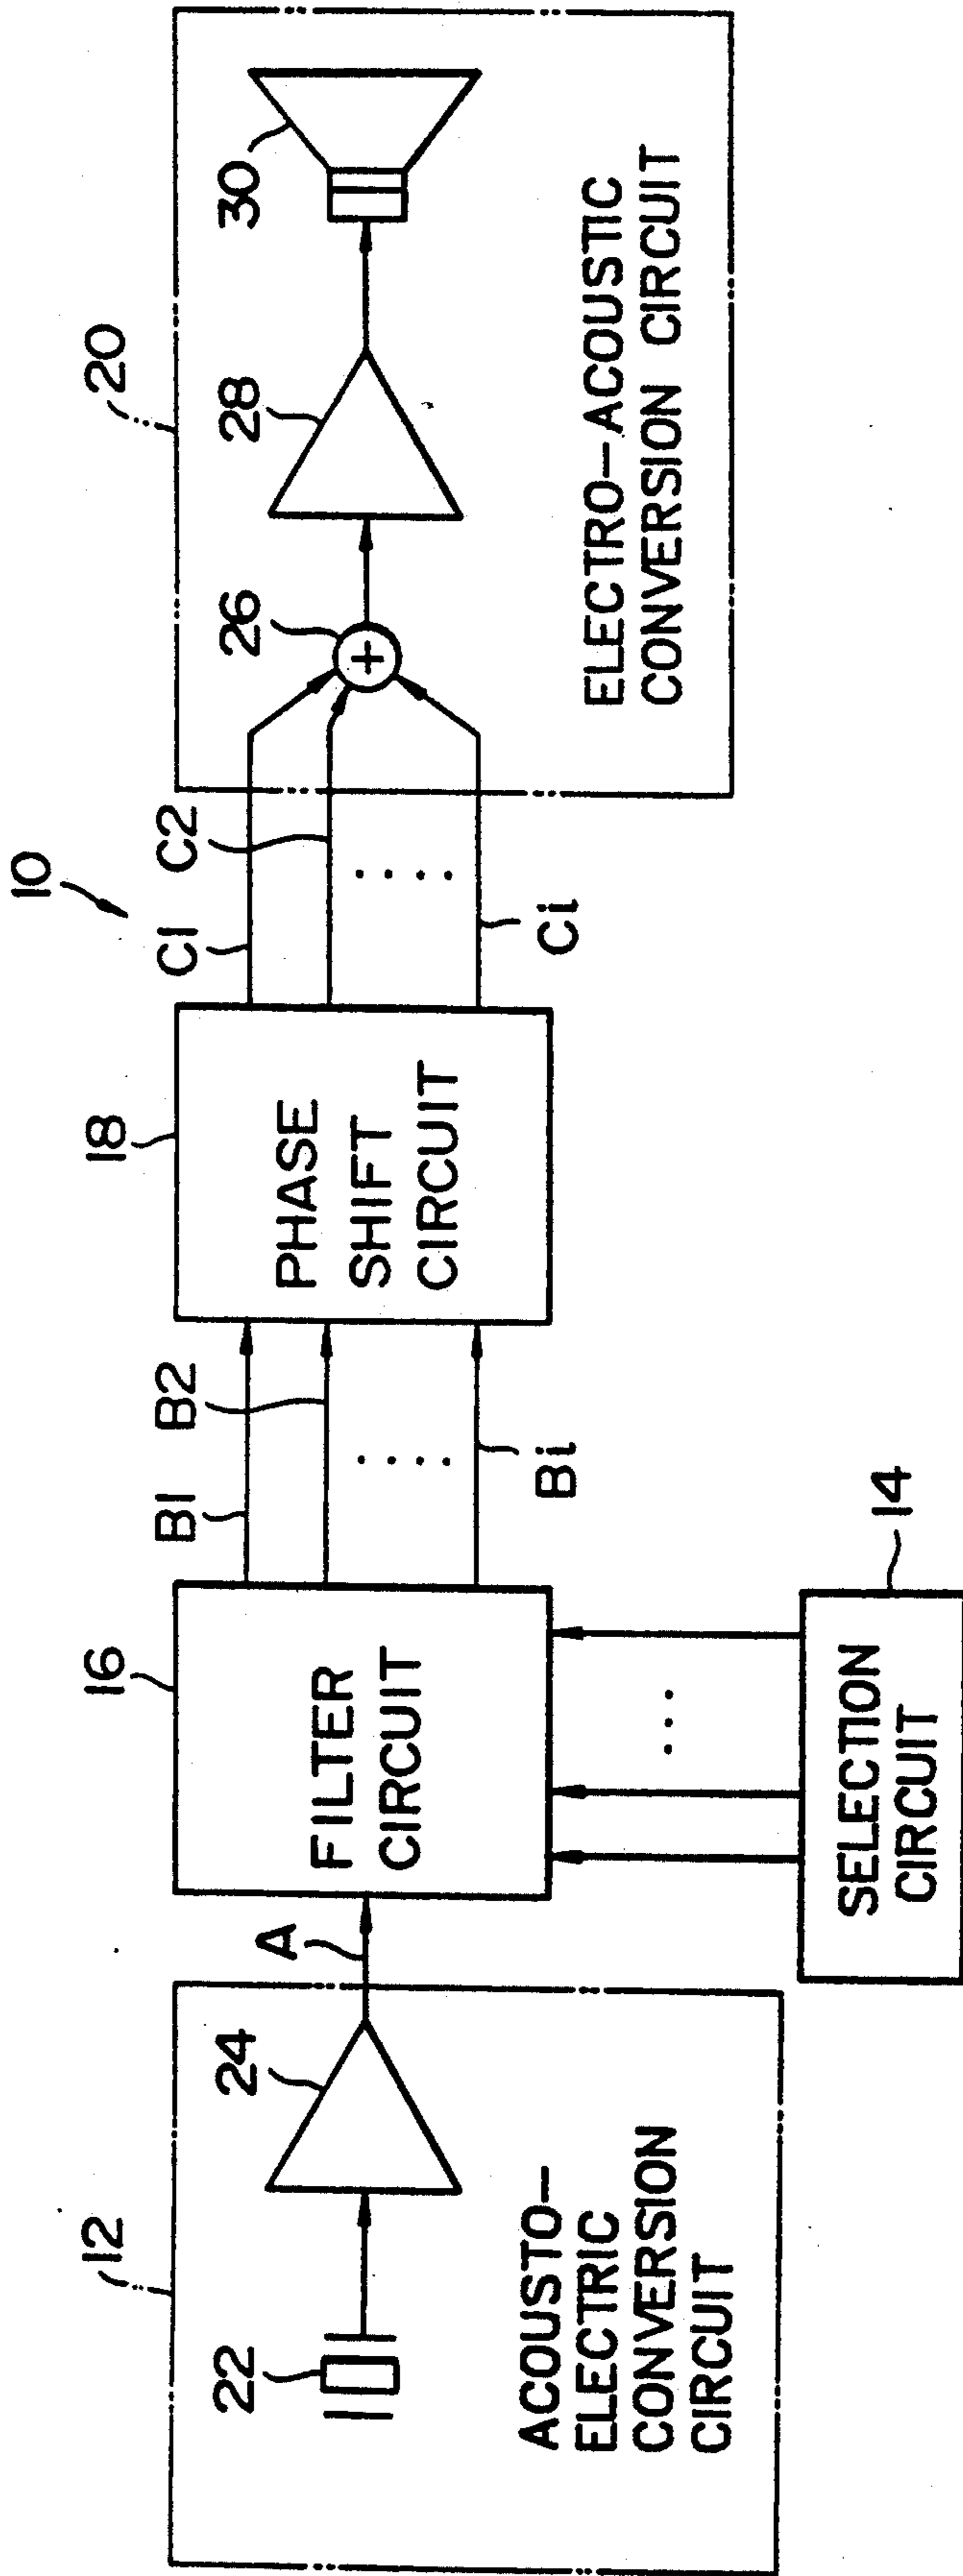 10
12
22
24
ACOUSTO-
ELECTRIC
CONVERSION
CIRCUIT
A
16
FILTER
CIRCUIT
14
SELECTION
CIRCUIT
B1
B2
....
Bi
...
18
PHASE
SHIFT
CIRCUIT
C1
C2
....
Ci
20
26
+
28
30
ELECTRO-ACOUSTIC
CONVERSION CIRCUIT